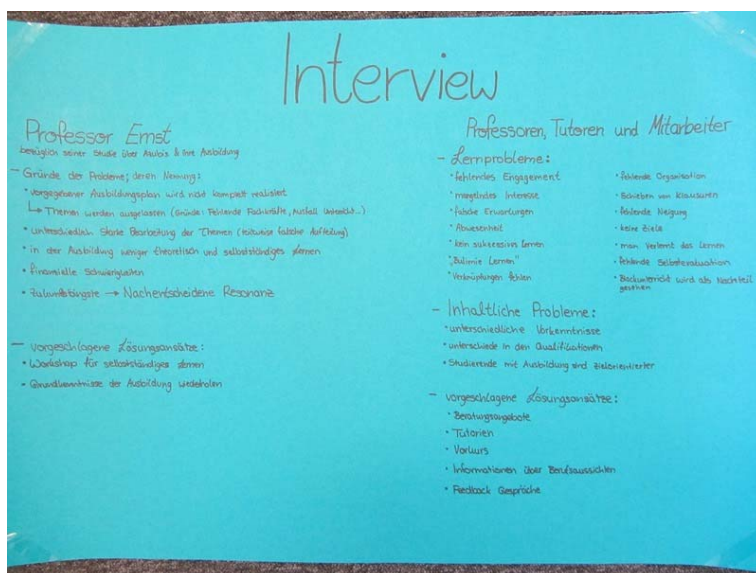 Interview
Professor Ernst
bezüglich seiner Studie über Azubis & ihre Ausbildung
- Gründe der Probleme; deren Nennung:
• vorgegebener Ausbildungsplan wird nicht komplett realisiert
↳ Themen werden ausgelassen (Gründe: Fehlende Fachkräfte, Ausfall Unterricht...)
• unterschiedlich starke Bearbeitung der Themen (teilweise falsche Aufteilung)
• in der Ausbildung weniger theoretisch und selbstständiges lernen
• finanzielle Schwierigkeiten
• Zukunftsängste → Nachentscheidene Resonanz
- vorgeschlagene Lösungsansätze:
• Workshop für selbstständiges lernen
• Grundkenntnisse der Ausbildung wiederholen
Professoren, Tutoren und Mitarbeiter
- Lernprobleme:
• fehlendes Engagement
• mangelndes Interesse
• falsche Erwartungen
• Abwesenheit
• kein sukzessives Lernen
• "Bulimie Lernen"
• Verknüpfungen fehlen
• fehlende Organisation
• Schieben von Klausuren
• fehlende Neigung
• keine Ziele
• man verlernt das Lernen
• fehlende Selbstevaluation
• Blockunterricht wird als Nachteil
gesehen
- Inhaltliche Probleme:
• unterschiedliche Vorkenntnisse
• unterschiede in den Qualifikationen
• Studierende mit Ausbildung sind zielorientierter
- vorgeschlagene Lösungsansätze:
• Beratungsangebote
• Tutorien
• Vorkurs
• Informationen über Berufsaussichten
• Feedback Gespräche